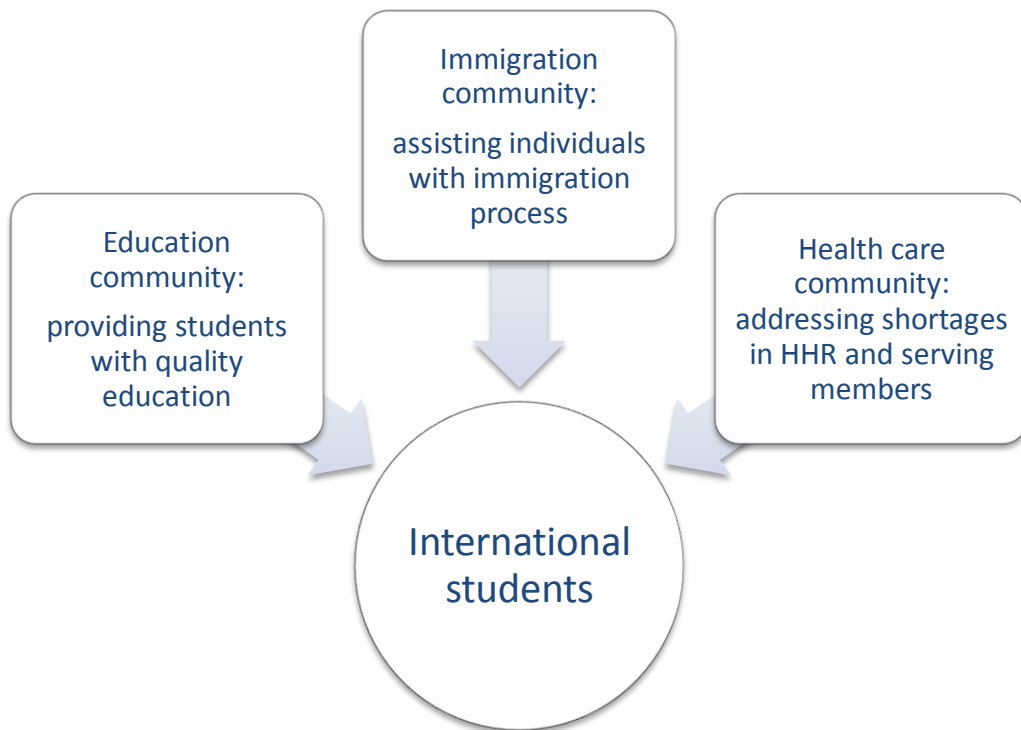 Education
community:
providing students
with quality
education
Immigration
community:
assisting individuals
with immigration
process
Health care
community:
addressing shortages
in HHR and serving
members
International
students